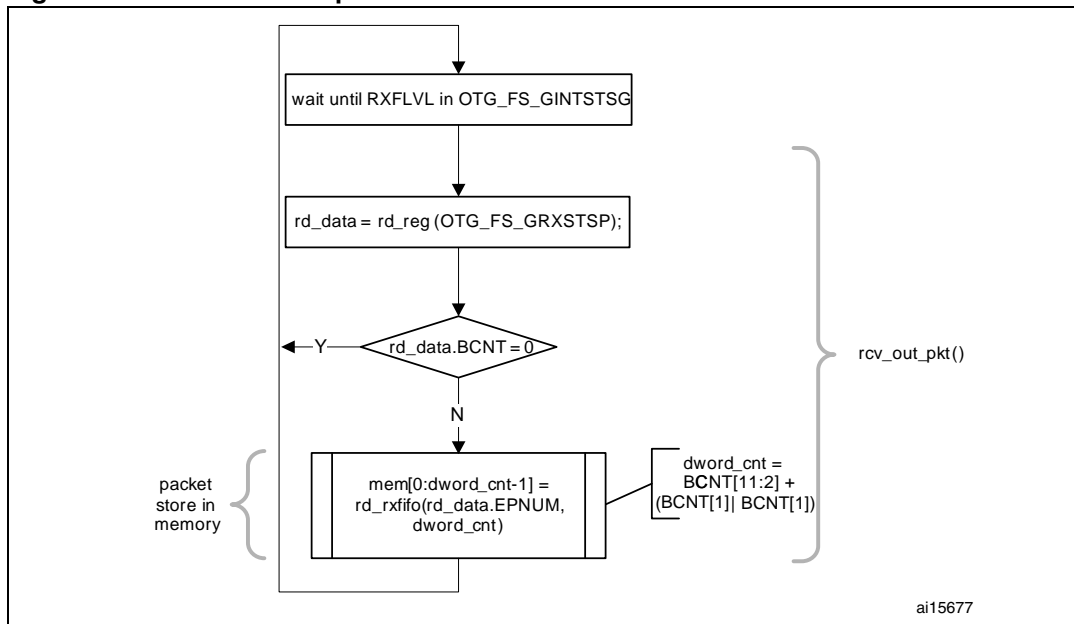 wait until RXFLVL in OTG_FS_GINTSTSG
rd_data = rd_reg (OTG_FS_GRXSTSP);
rd_data.BCNT = 0
Y
rcv_out_pkt()
N
packet
store in
memory
mem[0:dword_cnt-1] =
rd_rxfifo(rd_data.EPNUM,
dword_cnt)
dword_cnt =
BCNT[11:2] +
(BCNT[1]| BCNT[1])
ai15677